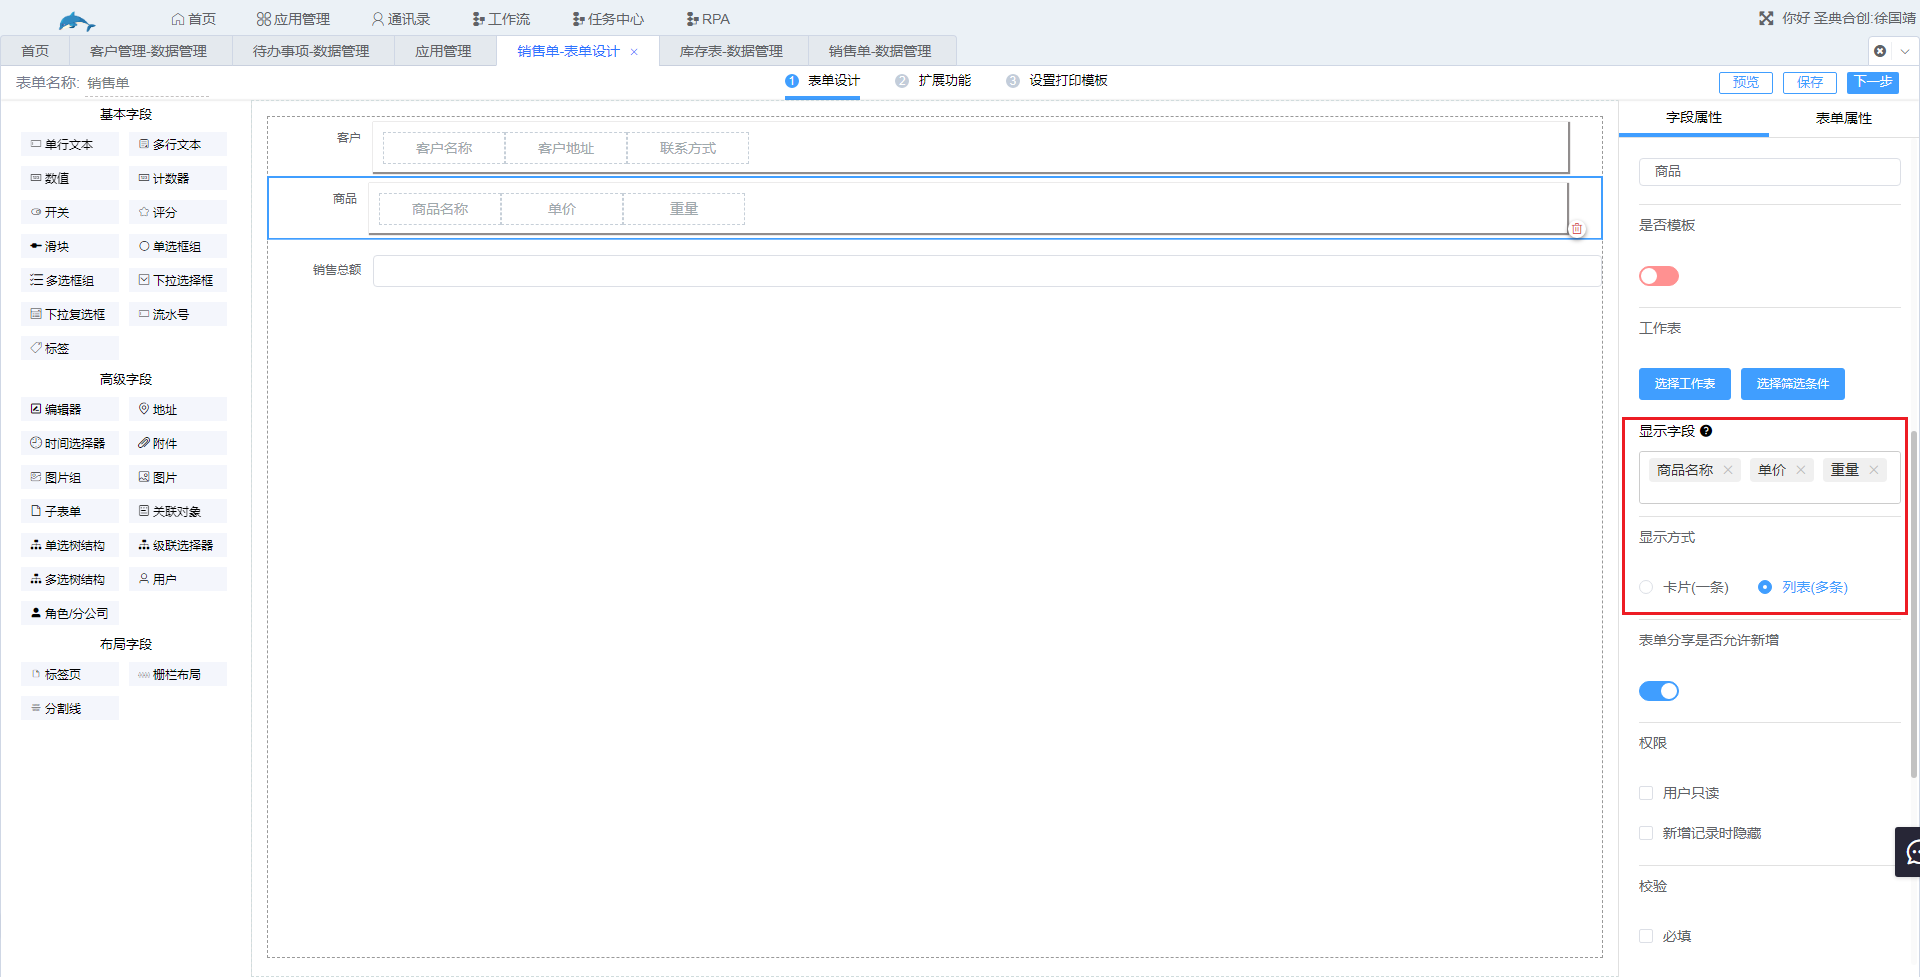 首页 应用管理 通讯录 工作流 任务中心 RPA 你好 圣典合创:徐国靖
首页 客户管理-数据管理 待办事项-数据管理 应用管理 销售单-表单设计 × 库存表-数据管理 销售单-数据管理
表单名称: 销售单 1 表单设计 2 扩展功能 3 设置打印模板 预览 保存 下一步
基本字段
单行文本 多行文本
数值 计数器
开关 评分
滑块 单选框组
多选框组 下拉选择框
下拉复选框 流水号
标签
高级字段
编辑器 地址
时间选择器 附件
图片组 图片
子表单 关联对象
单选树结构 级联选择器
多选树结构 用户
角色/分公司
布局字段
标签页 栅栏布局
分割线
客户 客户名称 客户地址 联系方式
商品 商品名称 单价 重量
销售总额
字段属性 表单属性
商品
是否模板
工作表
选择工作表 选择筛选条件
显示字段
商品名称 × 单价 × 重量 ×
显示方式
卡片(一条) 列表(多条)
表单分享是否允许新增
权限
用户只读
新增记录时隐藏
校验
必填